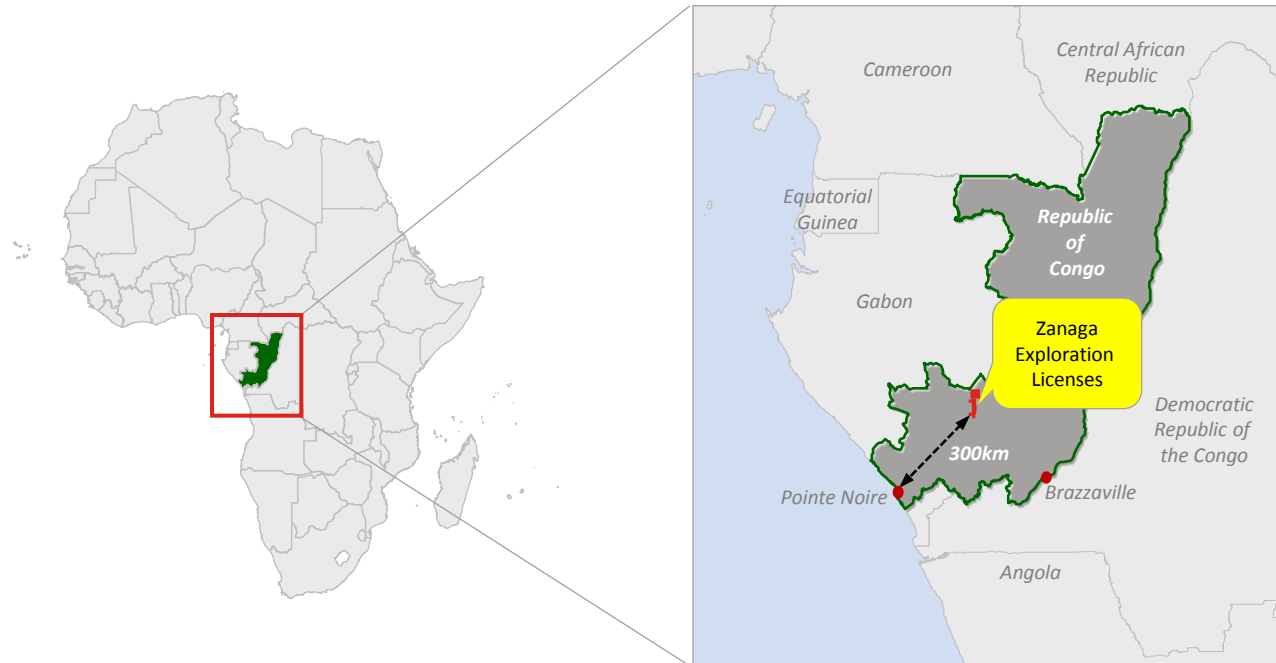 Cameroon
Central African
Republic
Equatorial
Guinea
Republic
of
Congo
Gabon
Zanaga
Exploration
Licenses
Democratic
Republic of
the Congo
300km
Pointe Noire
Brazzaville
Angola